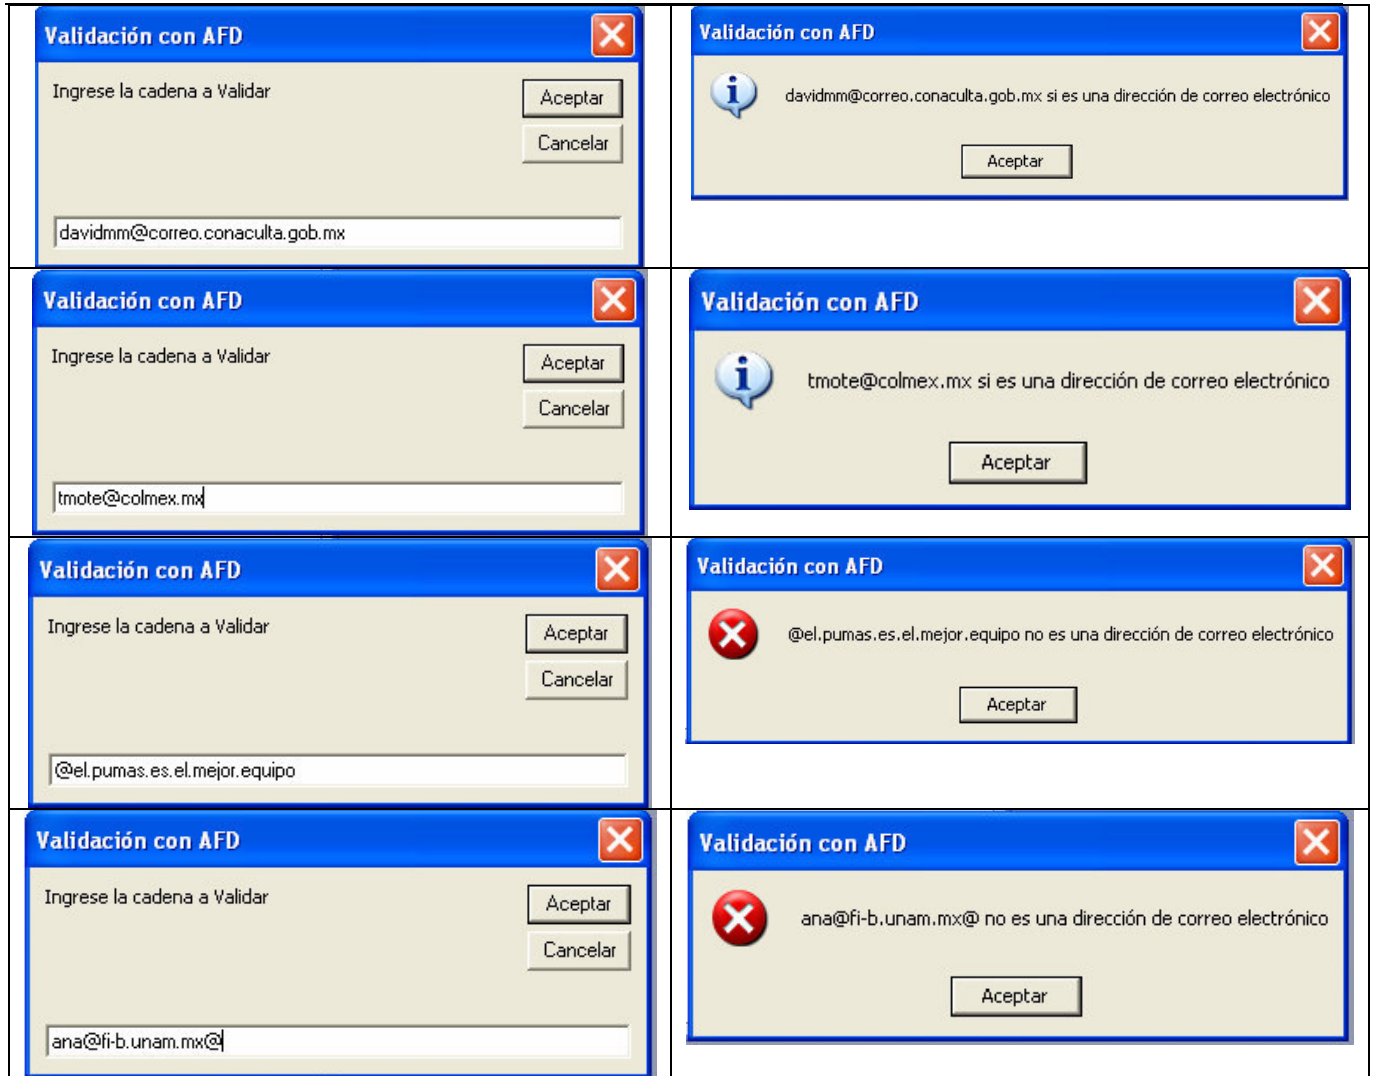 Validación con AFD
Ingrese la cadena a Validar
Aceptar
Cancelar
davidmm@correo.conaculta.gob.mx
Validación con AFD
davidmm@correo.conaculta.gob.mx si es una dirección de correo electrónico
Aceptar
Validación con AFD
Ingrese la cadena a Validar
Aceptar
Cancelar
tmote@colmex.mx
Validación con AFD
tmote@colmex.mx si es una dirección de correo electrónico
Aceptar
Validación con AFD
Ingrese la cadena a Validar
Aceptar
Cancelar
@el.pumas.es.el.mejor.equipo
Validación con AFD
@el.pumas.es.el.mejor.equipo no es una dirección de correo electrónico
Aceptar
Validación con AFD
Ingrese la cadena a Validar
Aceptar
Cancelar
ana@fi-b.unam.mx@
Validación con AFD
ana@fi-b.unam.mx@ no es una dirección de correo electrónico
Aceptar